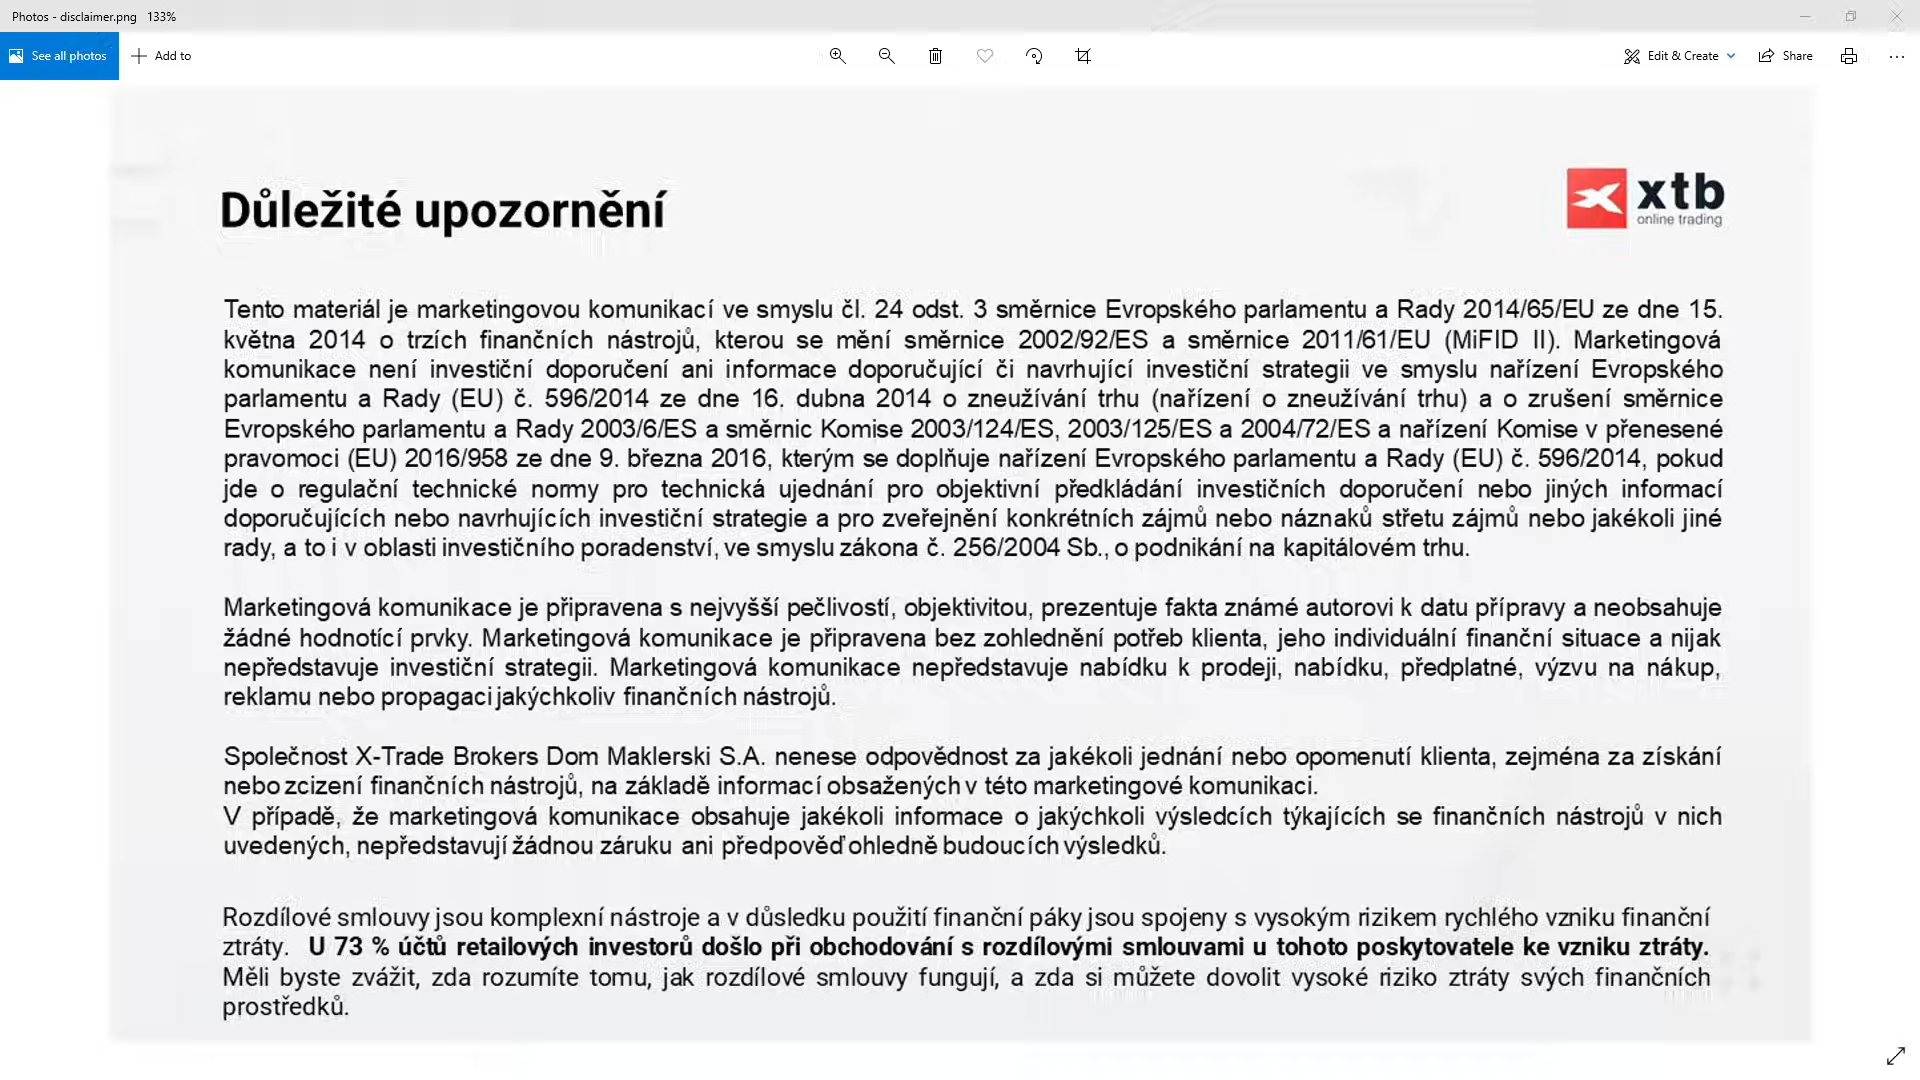 Photos - disclaimer.png 133%
See all photos
Add to
Edit & Create
Share
Důležité upozornění
xtb
online trading
Tento materiál je marketingovou komunikací ve smyslu čl. 24 odst. 3 směrnice Evropského parlamentu a Rady 2014/65/EU ze dne 15.
května 2014 o trzích finančních nástrojů, kterou se mění směrnice 2002/92/ES a směrnice 2011/61/EU (MiFID II). Marketingová
komunikace není investiční doporučení ani informace doporučující či navrhující investiční strategii ve smyslu nařízení Evropského
parlamentu a Rady (EU) č. 596/2014 ze dne 16. dubna 2014 o zneužívání trhu (nařízení o zneužívání trhu) a o zrušení směrnice
Evropského parlamentu a Rady 2003/6/ES a směrnic Komise 2003/124/ES, 2003/125/ES a 2004/72/ES a nařízení Komise v přenesené
pravomoci (EU) 2016/958 ze dne 9. března 2016, kterým se doplňuje nařízení Evropského parlamentu a Rady (EU) č. 596/2014, pokud
jde o regulační technické normy pro technická ujednání pro objektivní předkládání investičních doporučení nebo jiných informací
doporučujících nebo navrhujících investiční strategie a pro zveřejnění konkrétních zájmů nebo náznaků střetu zájmů nebo jakékoli jiné
rady, a to i v oblasti investičního poradenství, ve smyslu zákona č. 256/2004 Sb., o podnikání na kapitálovém trhu.
Marketingová komunikace je připravena s nejvyšší pečlivostí, objektivitou, prezentuje fakta známé autorovi k datu přípravy a neobsahuje
žádné hodnotící prvky. Marketingová komunikace je připravena bez zohlednění potřeb klienta, jeho individuální finanční situace a nijak
nepředstavuje investiční strategii. Marketingová komunikace nepředstavuje nabídku k prodeji, nabídku, předplatné, výzvu na nákup,
reklamu nebo propagaci jakýchkoliv finančních nástrojů.
Společnost X-Trade Brokers Dom Maklerski S.A. nenese odpovědnost za jakékoli jednání nebo opomenutí klienta, zejména za získání
nebo zcizení finančních nástrojů, na základě informací obsažených v této marketingové komunikaci.
V případě, že marketingová komunikace obsahuje jakékoli informace o jakýchkoli výsledcích týkajících se finančních nástrojů v nich
uvedených, nepředstavují žádnou záruku ani předpověď ohledně budoucích výsledků.
Rozdílové smlouvy jsou komplexní nástroje a v důsledku použití finanční páky jsou spojeny s vysokým rizikem rychlého vzniku finanční
ztráty. U 73 % účtů retailových investorů došlo při obchodování s rozdílovými smlouvami u tohoto poskytovatele ke vzniku ztráty.
Měli byste zvážit, zda rozumíte tomu, jak rozdílové smlouvy fungují, a zda si můžete dovolit vysoké riziko ztráty svých finančních
prostředků.